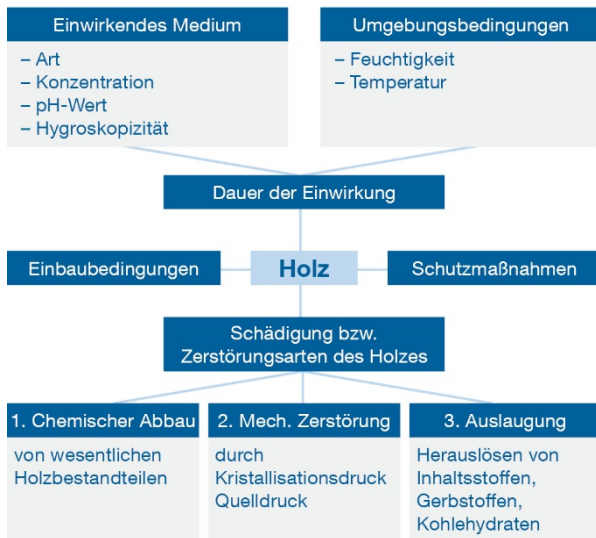 Einwirkendes Medium
– Art
– Konzentration
– pH-Wert
– Hygroskopizität
Umgebungsbedingungen
– Feuchtigkeit
– Temperatur
Dauer der Einwirkung
Einbaubedingungen
Holz
Schutzmaßnahmen
Schädigung bzw.
Zerstörungsarten des Holzes
1. Chemischer Abbau
von wesentlichen
Holzbestandteilen
2. Mech. Zerstörung
durch
Kristallisationsdruck
Quelldruck
3. Auslaugung
Herauslösen von
Inhaltsstoffen,
Gerbstoffen,
Kohlehydraten